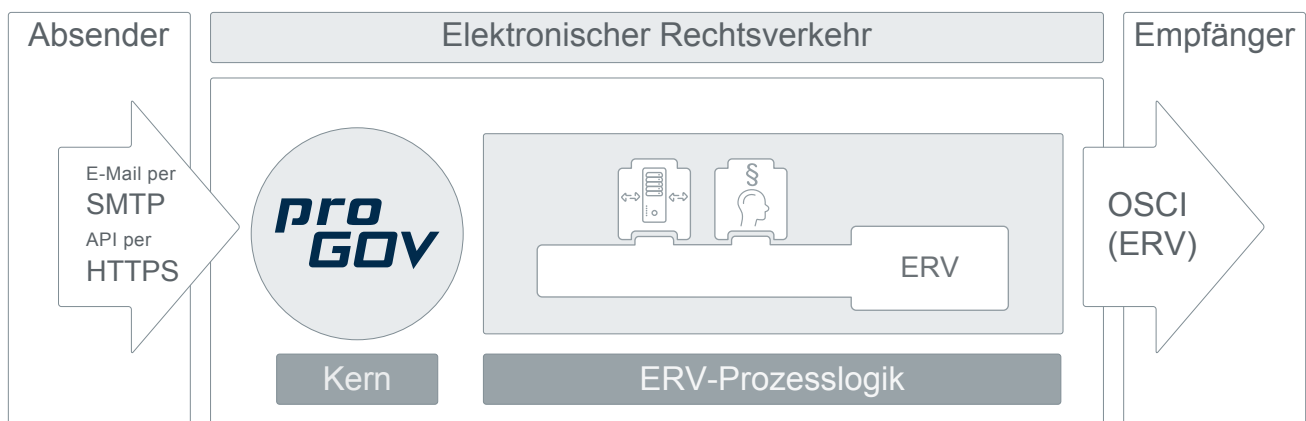 Absender
Elektronischer Rechtsverkehr
Empfänger
E-Mail per
SMTP
API per
HTTPS
pro
GOV
§
ERV
OSCI
(ERV)
Kern
ERV-Prozesslogik